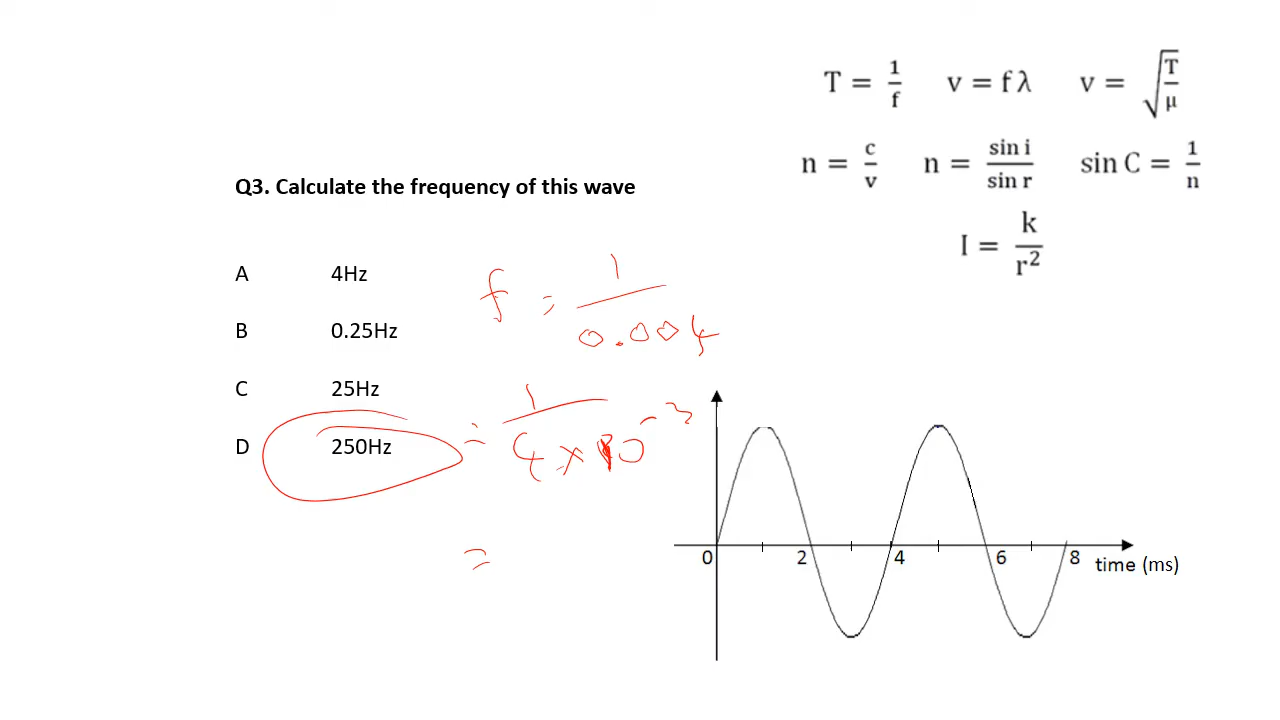 T = 1/f v = f λ v = √(T/μ)
n = c/v n = sin i/sin r sin C = 1/n
I = k/r²
Q3. Calculate the frequency of this wave
A 4Hz
B 0.25Hz
C 25Hz
D 250Hz
f = 1/0.004
= 1/4 × 10⁻³
=
0 2 4 6 8 time (ms)